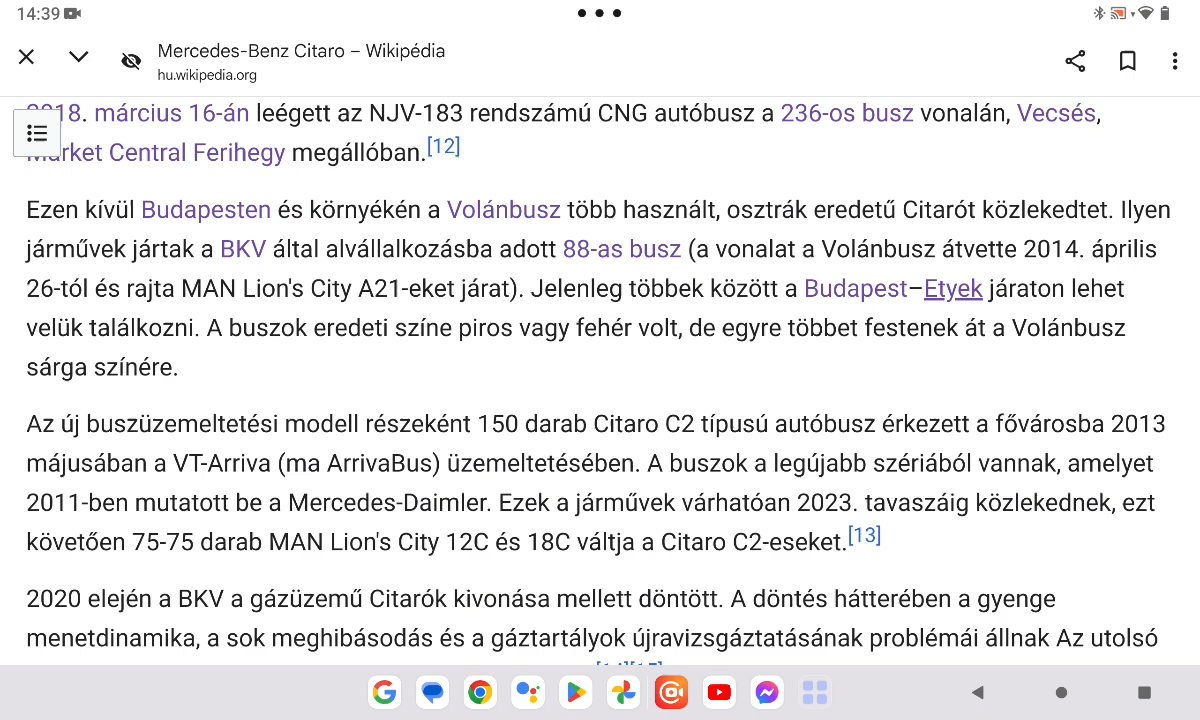 14:39
Mercedes-Benz Citaro – Wikipédia
hu.wikipedia.org
2018. március 16-án leégett az NJV-183 rendszámú CNG autóbusz a 236-os busz vonalán, Vecsés,
Market Central Ferihegy megállóban.[12]
Ezen kívül Budapesten és környékén a Volánbusz több használt, osztrák eredetű Citarót közlekedtet. Ilyen
járművek jártak a BKV által alvállalkozásba adott 88-as busz (a vonalat a Volánbusz átvette 2014. április
26-tól és rajta MAN Lion's City A21-eket járat). Jelenleg többek között a Budapest–Etyek járaton lehet
velük találkozni. A buszok eredeti színe piros vagy fehér volt, de egyre többet festenek át a Volánbusz
sárga színére.
Az új buszüzemeltetési modell részeként 150 darab Citaro C2 típusú autóbusz érkezett a fővárosba 2013
májusában a VT-Arriva (ma ArrivaBus) üzemeltetésében. A buszok a legújabb szériából vannak, amelyet
2011-ben mutatott be a Mercedes-Daimler. Ezek a járművek várhatóan 2023. tavaszáig közlekednek, ezt
követően 75-75 darab MAN Lion's City 12C és 18C váltja a Citaro C2-eseket.[13]
2020 elején a BKV a gázüzemű Citarók kivonása mellett döntött. A döntés hátterében a gyenge
menetdinamika, a sok meghibásodás és a gáztartályok újravizsgáztatásának problémái állnak Az utolsó